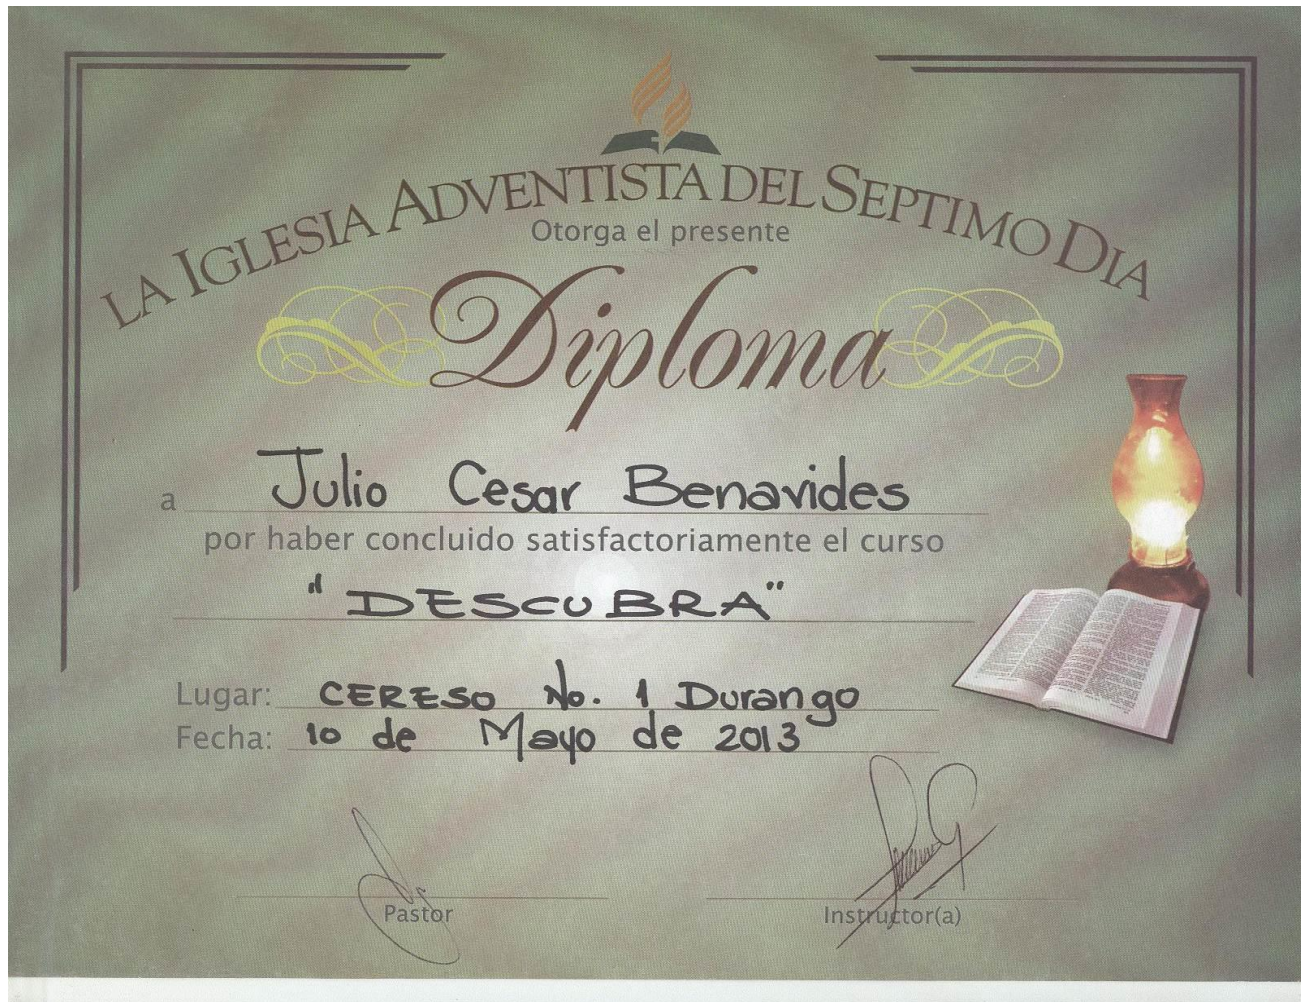 LA IGLESIA ADVENTISTA DEL SEPTIMO DIA
Otorga el presente
Diploma
a Julio Cesar Benavides
por haber concluido satisfactoriamente el curso
"DESCUBRA"
Lugar: CERESO No. 1 Durango
Fecha: 10 de Mayo de 2013
Pastor Instructor(a)